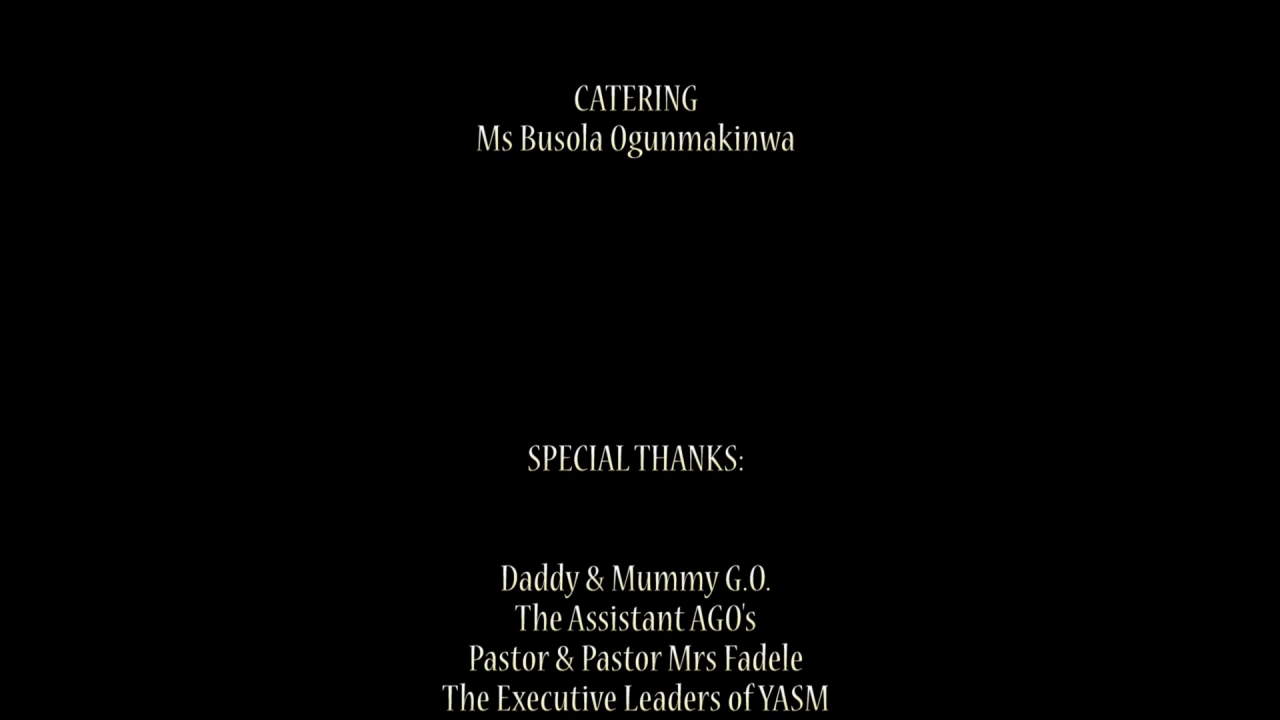 CATERING
Ms Busola Ogunmakinwa
SPECIAL THANKS:
Daddy & Mummy G.O.
The Assistant AGO's
Pastor & Pastor Mrs Fadele
The Executive Leaders of YASM